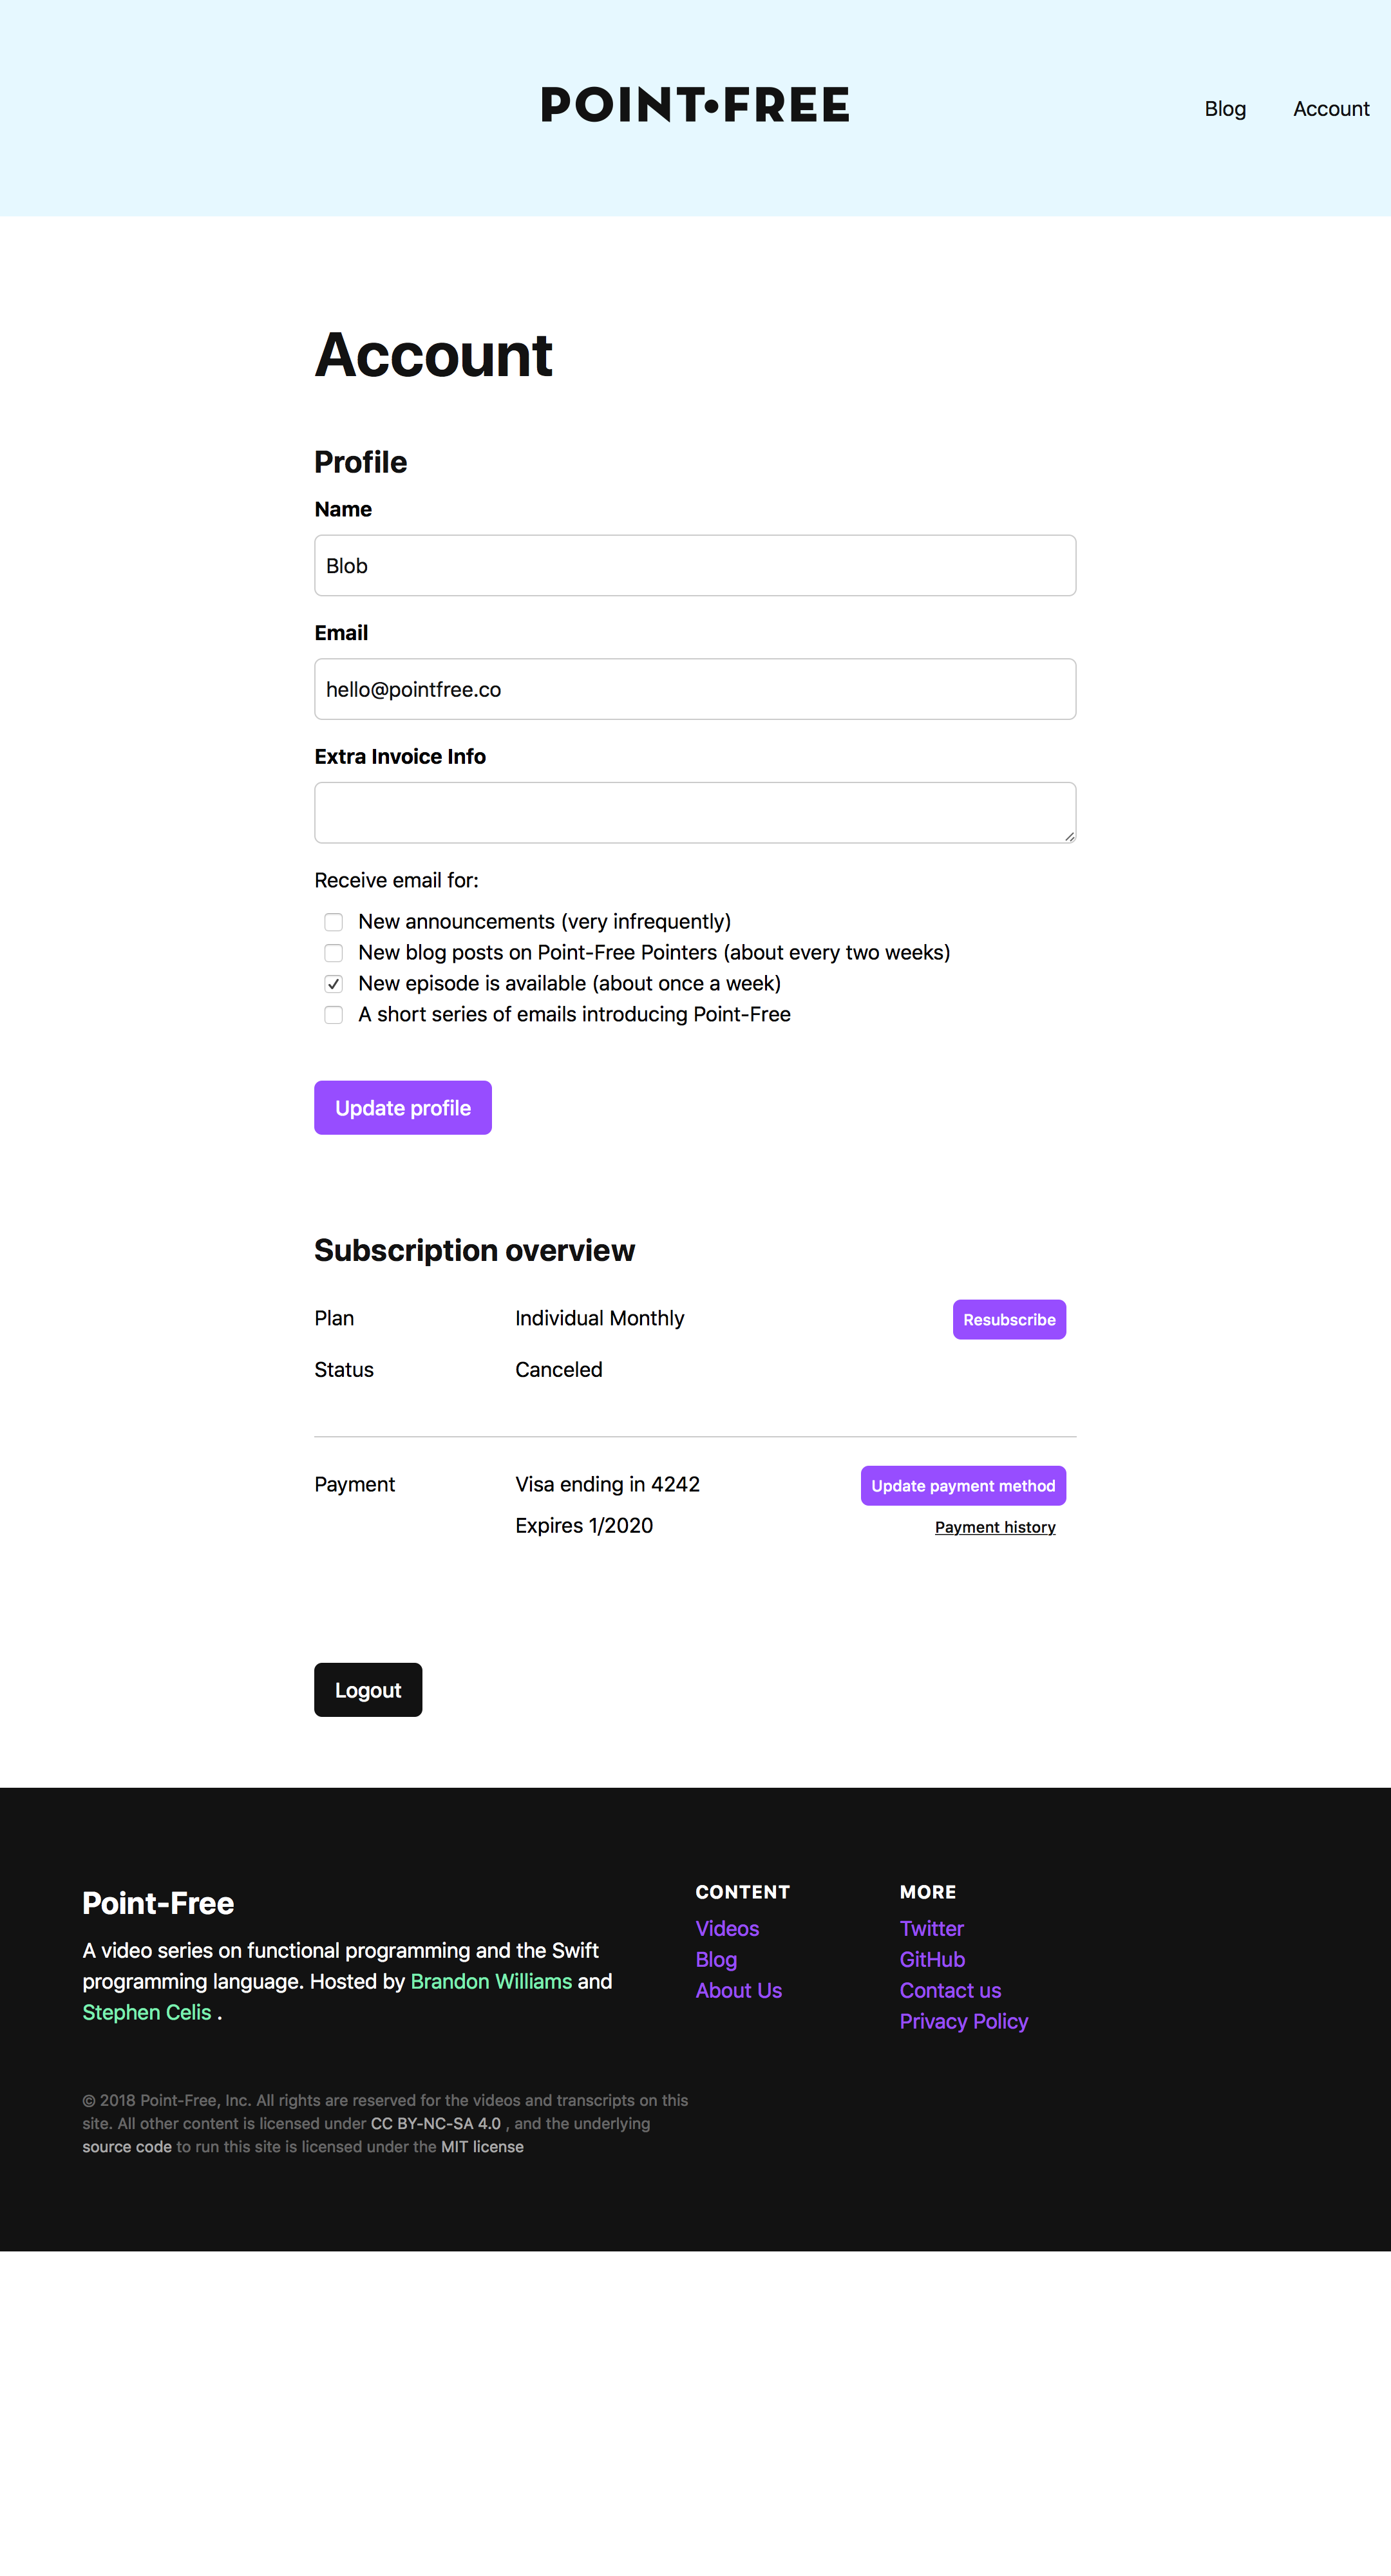 POINT•FREE
Blog
Account
Account
Profile
Name
Blob
Email
hello@pointfree.co
Extra Invoice Info
Receive email for:
New announcements (very infrequently)
New blog posts on Point-Free Pointers (about every two weeks)
New episode is available (about once a week)
A short series of emails introducing Point-Free
Update profile
Subscription overview
Plan
Individual Monthly
Resubscribe
Status
Canceled
Payment
Visa ending in 4242
Update payment method
Expires 1/2020
Payment history
Logout
Point-Free
A video series on functional programming and the Swift
programming language. Hosted by Brandon Williams and
Stephen Celis .
CONTENT
Videos
Blog
About Us
MORE
Twitter
GitHub
Contact us
Privacy Policy
© 2018 Point-Free, Inc. All rights are reserved for the videos and transcripts on this
site. All other content is licensed under CC BY-NC-SA 4.0 , and the underlying
source code to run this site is licensed under the MIT license